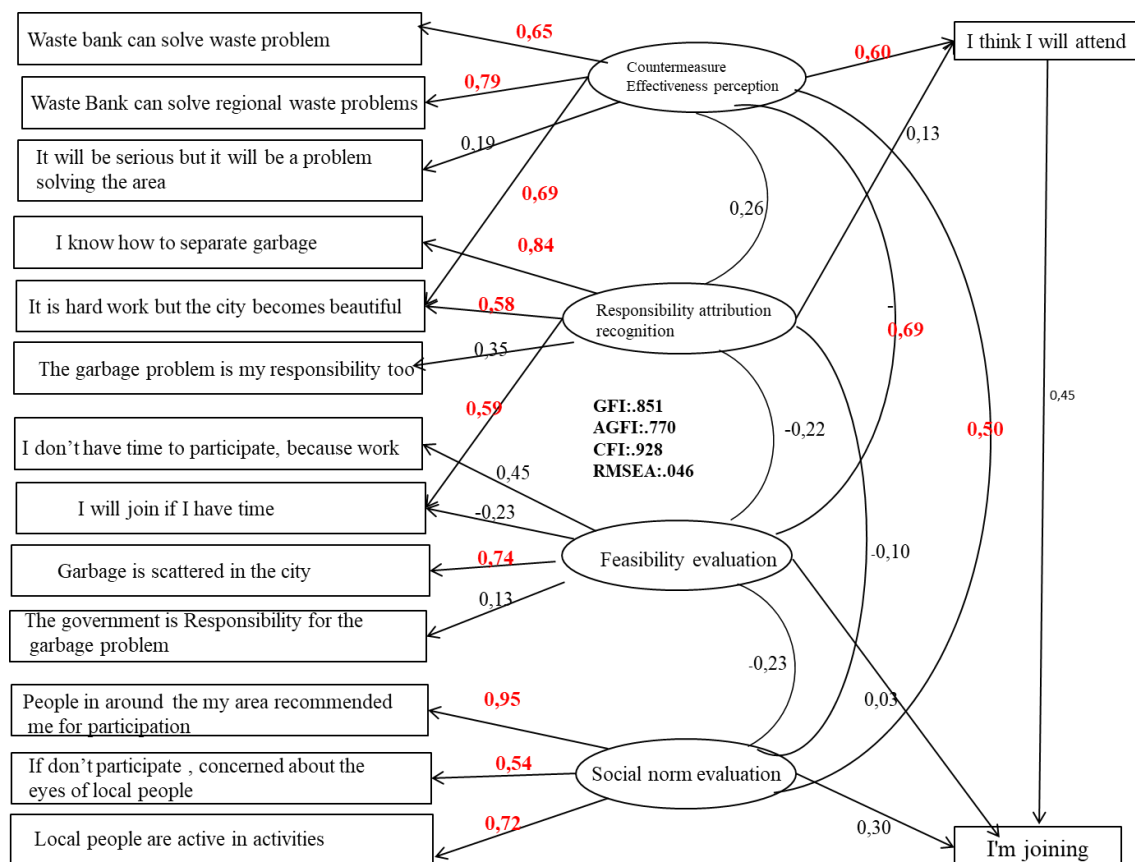 Waste bank can solve waste problem
0,65
Countermeasure
Effectiveness perception
0,60
I think I will attend
Waste Bank can solve regional waste problems
0,79
0,13
It will be serious but it will be a problem
solving the area
0,19
0,69
0,26
I know how to separate garbage
0,84
It is hard work but the city becomes beautiful
0,58
Responsibility attribution
recognition
-
0,69
The garbage problem is my responsibility too
0,35
0,59
GFI:.851
AGFI:.770
CFI:.928
RMSEA:.046
-0,22
0,50
0,45
I don't have time to participate, because work
0,45
I will join if I have time
-0,23
-0,10
Garbage is scattered in the city
0,74
Feasibility evaluation
The government is Responsibility for the
garbage problem
0,13
-0,23
0,03
People in around the my area recommended
me for participation
0,95
If don't participate , concerned about the
eyes of local people
0,54
Social norm evaluation
Local people are active in activities
0,72
0,30
I'm joining